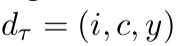 d_τ = (i, c, y)